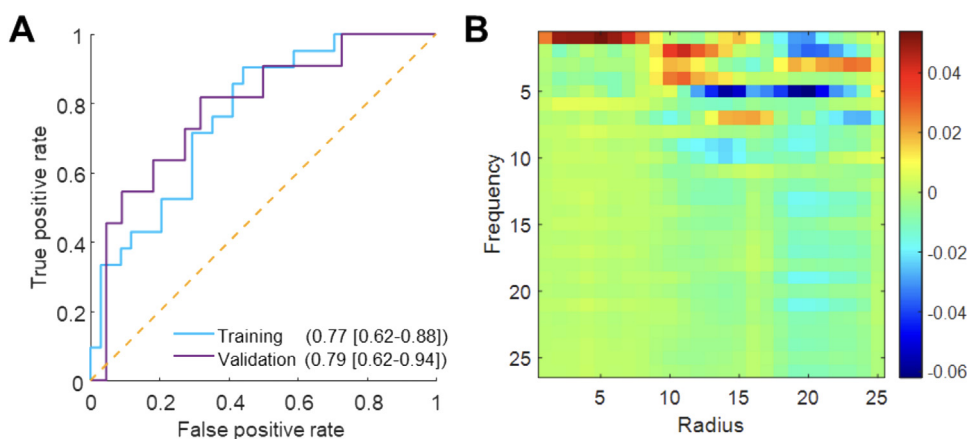 A
1
0.8
0.6
0.4
0.2
0
0 0.2 0.4 0.6 0.8 1
True positive rate
False positive rate
Training (0.77 [0.62-0.88])
Validation (0.79 [0.62-0.94])
B
5
10
15
20
25
5 10 15 20 25
Frequency
Radius
0.04
0.02
0
-0.02
-0.04
-0.06